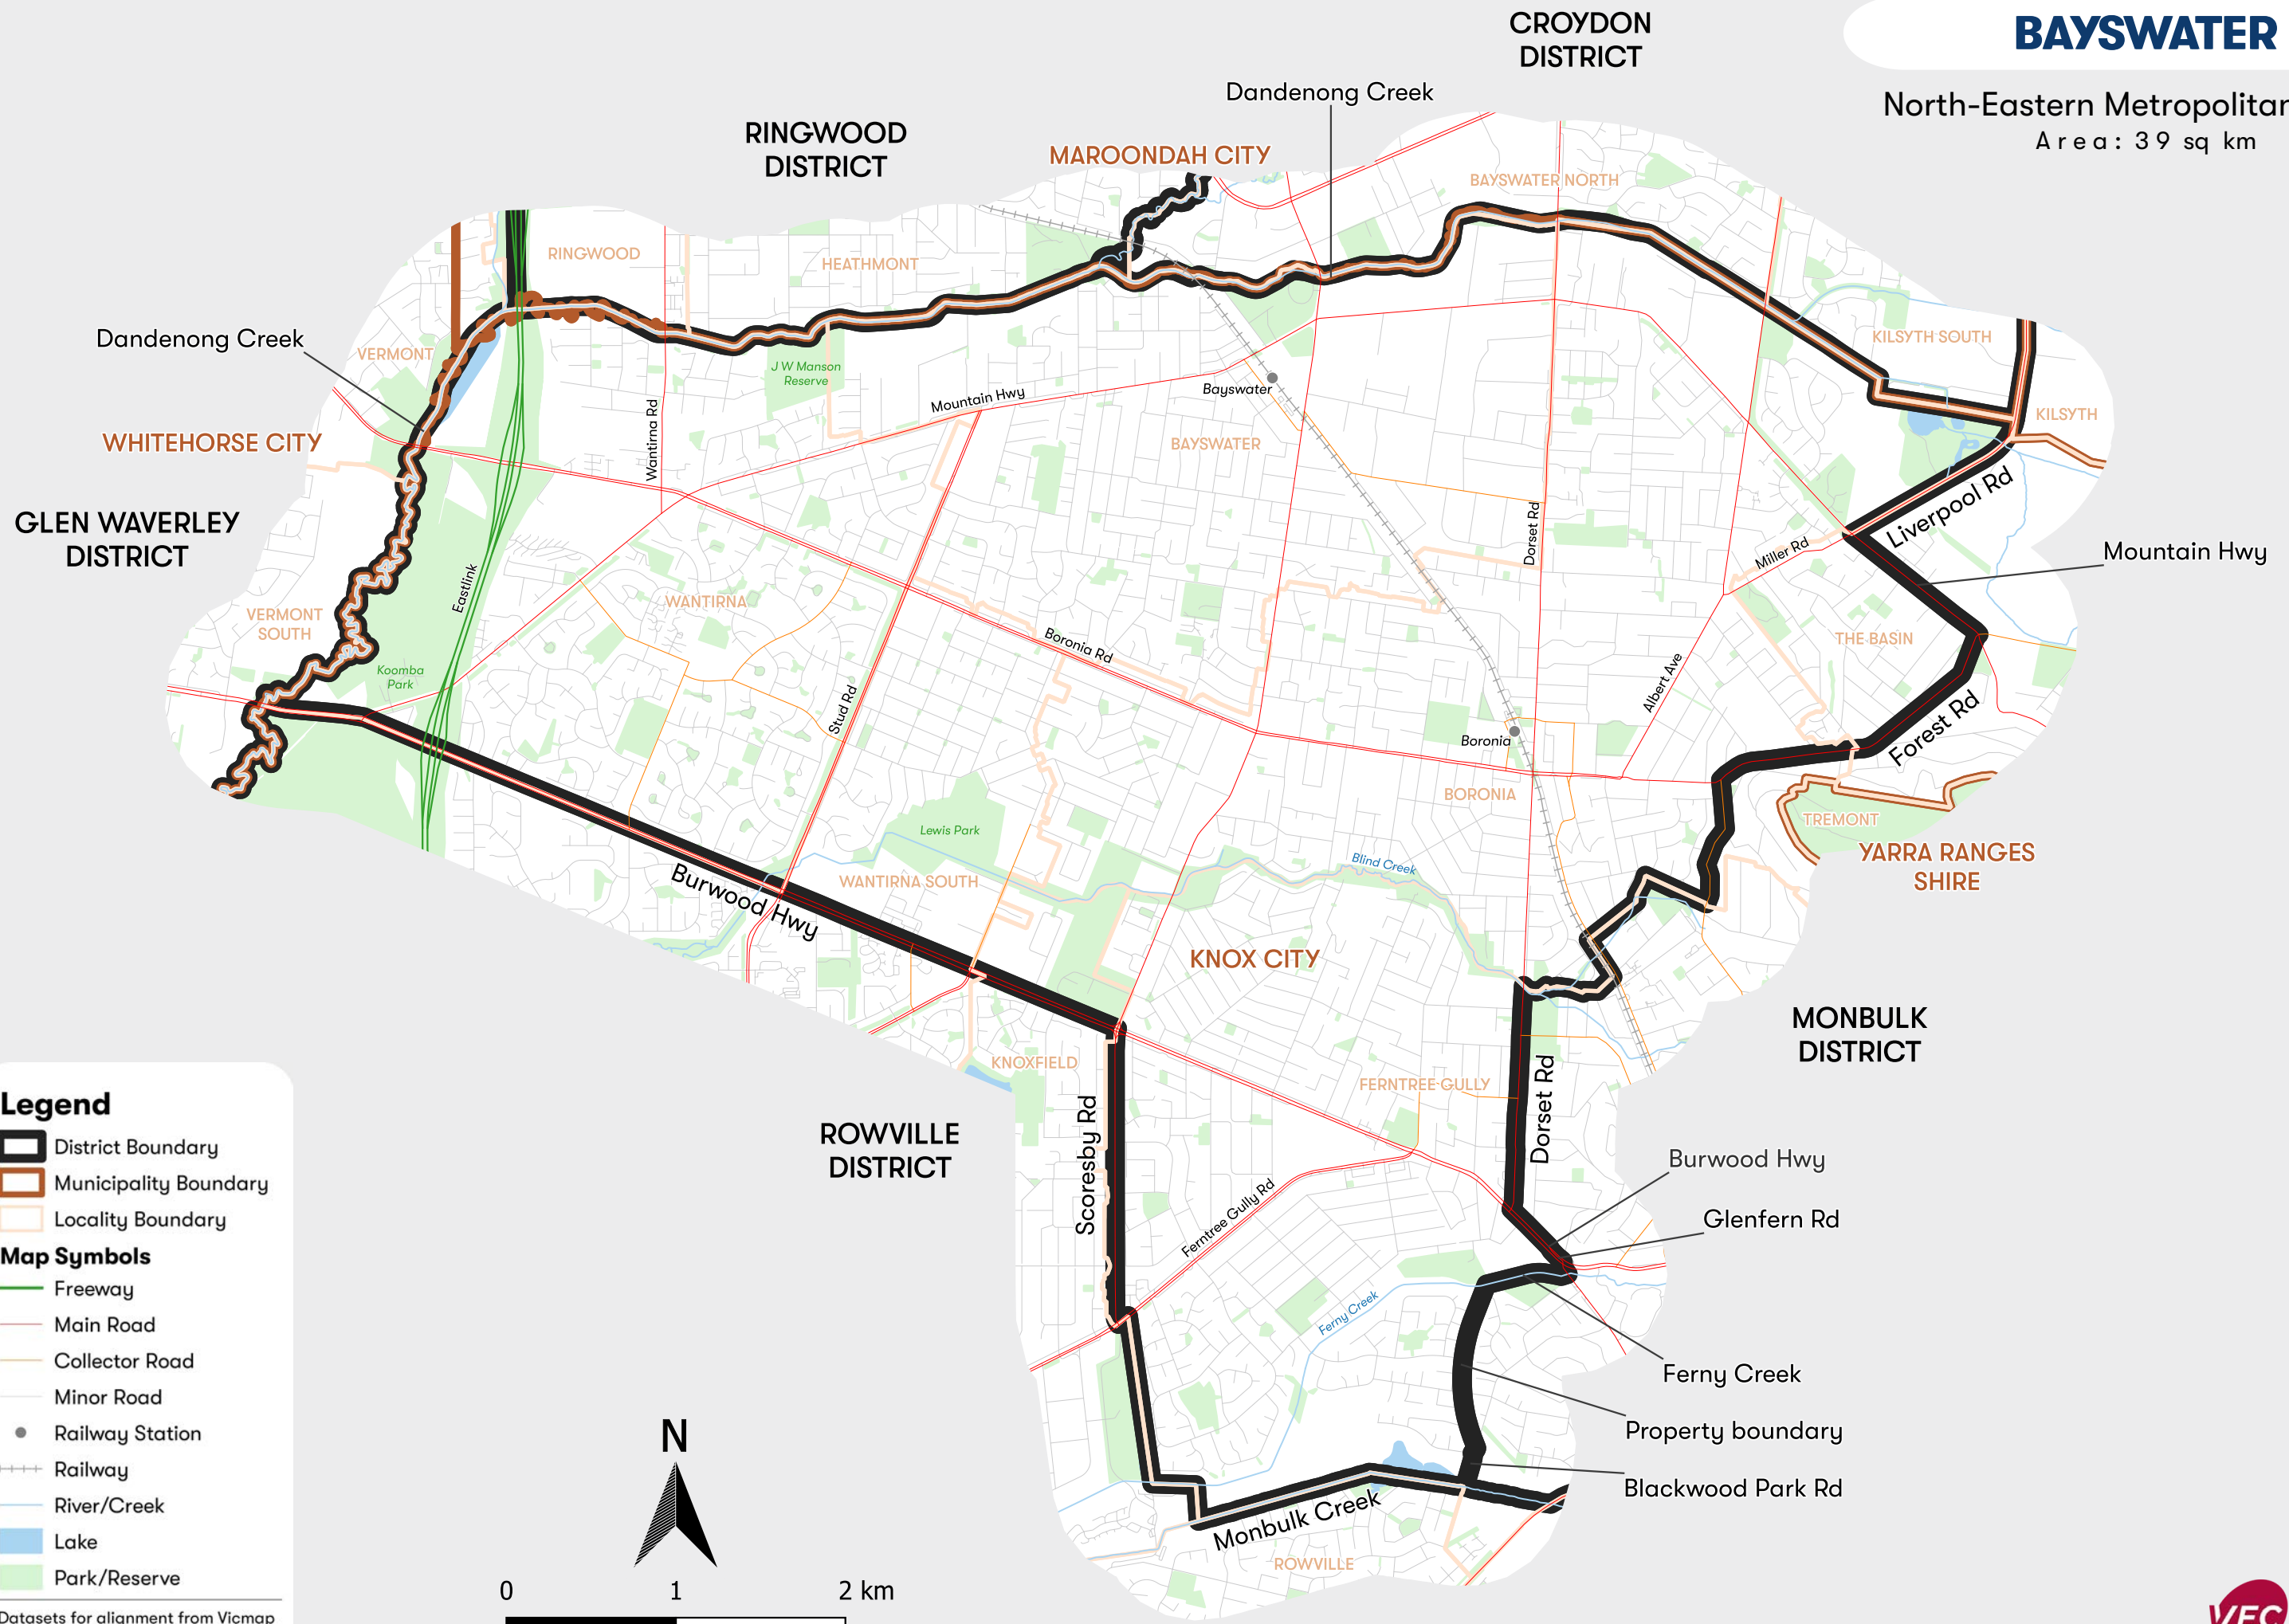 CROYDON
DISTRICT
BAYSWATER
Dandenong Creek
North-Eastern Metropolitan
Area: 39 sq km
RINGWOOD
DISTRICT
MAROONDAH CITY
BAYSWATER NORTH
RINGWOOD
HEATHMONT
Dandenong Creek
VERMONT
KILSYTH SOUTH
J W Manson
Reserve
Bayswater
Mountain Hwy
Wantirna Rd
KILSYTH
WHITEHORSE CITY
BAYSWATER
Liverpool Rd
GLEN WAVERLEY
DISTRICT
Dorset Rd
Miller Rd
Mountain Hwy
Eastlink
WANTIRNA
VERMONT
SOUTH
Boronia Rd
THE BASIN
Koomba
Park
Stud Rd
Albert Ave
Forest Rd
Boronia
BORONIA
TREMONT
Lewis Park
YARRA RANGES
SHIRE
Blind Creek
WANTIRNA SOUTH
Burwood Hwy
KNOX CITY
MONBULK
DISTRICT
KNOXFIELD
FERNTREE GULLY
Dorset Rd
Scoresby Rd
ROWVILLE
DISTRICT
Burwood Hwy
Glenfern Rd
Ferntree Gully Rd
Ferny Creek
Ferny Creek
Property boundary
Blackwood Park Rd
Monbulk Creek
ROWVILLE
Legend
District Boundary
Municipality Boundary
Locality Boundary
Map Symbols
Freeway
Main Road
Collector Road
Minor Road
Railway Station
Railway
River/Creek
Lake
Park/Reserve
Datasets for alignment from Vicmap
N
0 1 2 km
VEC